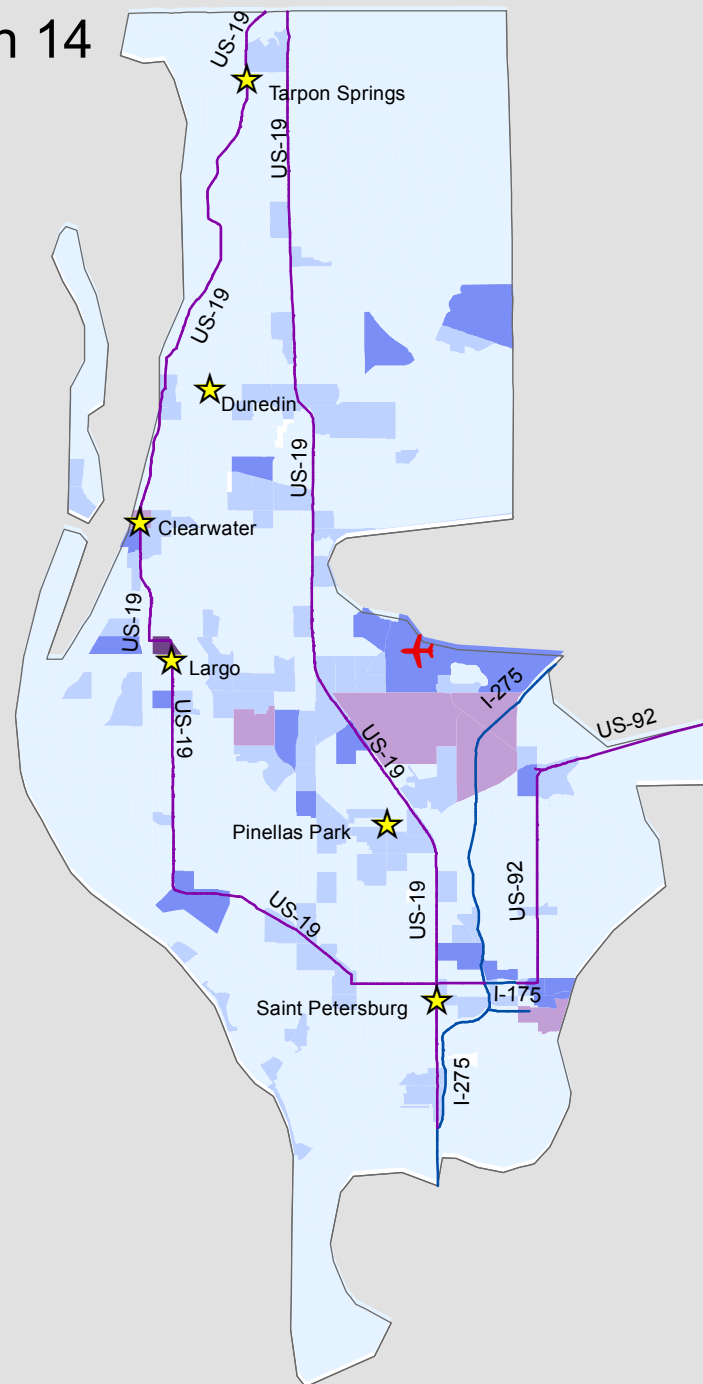 n 14
US-19
Tarpon Springs
US-19
US-19
Dunedin
US-19
Clearwater
US-19
Largo
I-275
US-19
US-92
US-19
Pinellas Park
US-92
US-19
US-19
I-175
Saint Petersburg
I-275